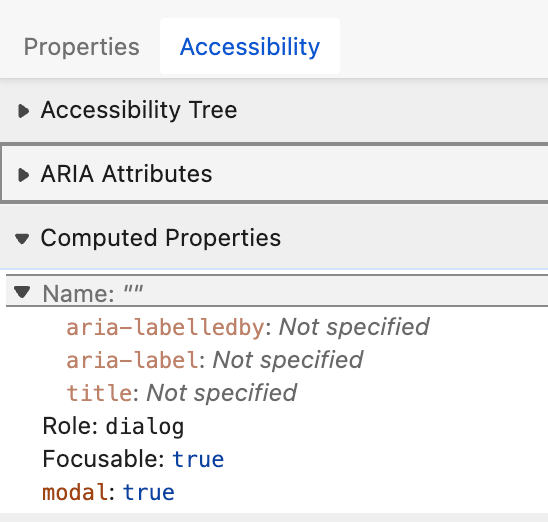 Properties Accessibility
Accessibility Tree
ARIA Attributes
Computed Properties
Name: ""
aria-labelledby: Not specified
aria-label: Not specified
title: Not specified
Role: dialog
Focusable: true
modal: true